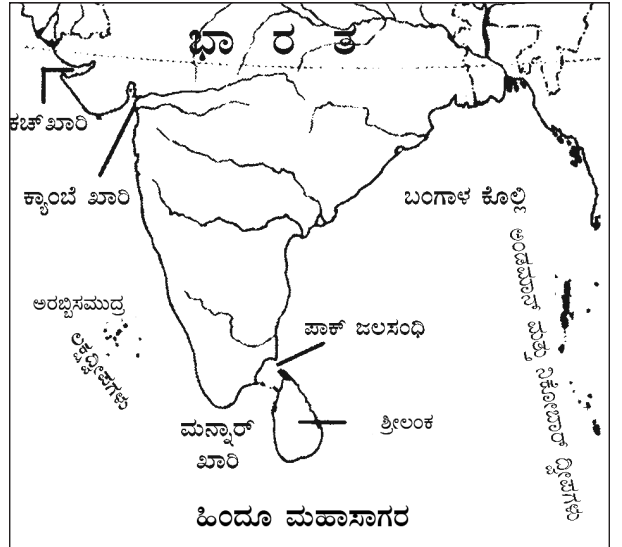 ಭಾ ರ ತ
ಕಚ್‌ಖಾರಿ
ಕ್ಯಾಂಬೆ ಖಾರಿ
ಬಂಗಾಳ ಕೊಲ್ಲಿ
ಅಂಡಮಾನ್ ಮತ್ತು ನಿಕೋಬಾರ್ ದ್ವೀಪಗಳು
ಅರಬ್ಬಿಸಮುದ್ರ
ಲಕ್ಷದ್ವೀಪಗಳು
ಪಾಕ್ ಜಲಸಂಧಿ
ಮನ್ನಾರ್
ಖಾರಿ
ಶ್ರೀಲಂಕ
ಹಿಂದೂ ಮಹಾಸಾಗರ